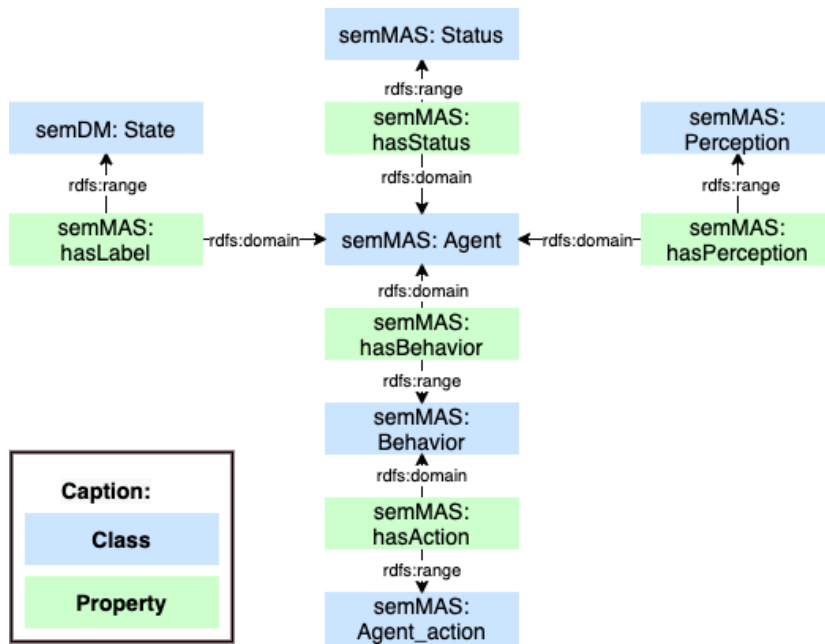 semMAS: Status
rdfs:range
semMAS:
hasStatus
rdfs:domain
semDM: State
rdfs:range
semMAS:
hasLabel
rdfs:domain
semMAS: Agent
semMAS:
Perception
rdfs:range
semMAS:
hasPerception
rdfs:domain
rdfs:domain
semMAS:
hasBehavior
rdfs:range
semMAS:
Behavior
rdfs:domain
semMAS:
hasAction
rdfs:range
semMAS:
Agent_action
Caption:
Class
Property